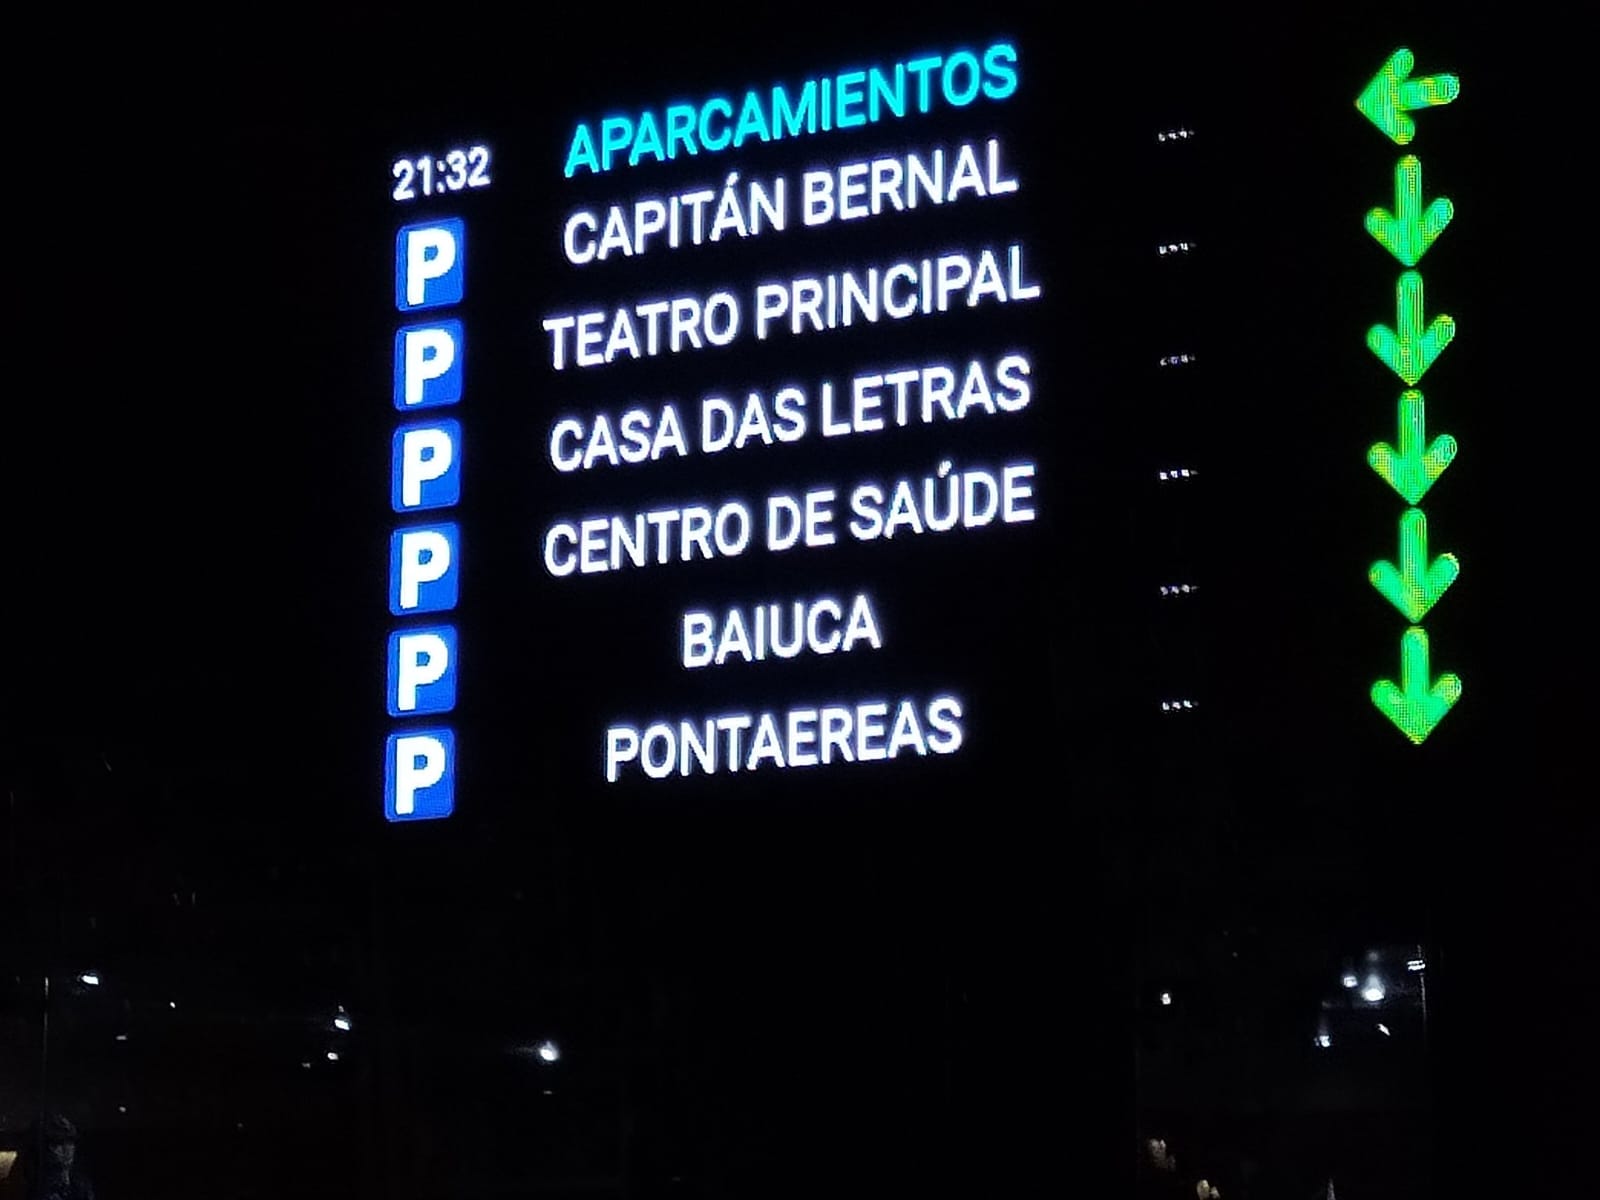 APARCAMIENTOS
21:32
P CAPITÁN BERNAL
P TEATRO PRINCIPAL
P CASA DAS LETRAS
P CENTRO DE SAÚDE
P BAIUCA
P PONTAEREAS